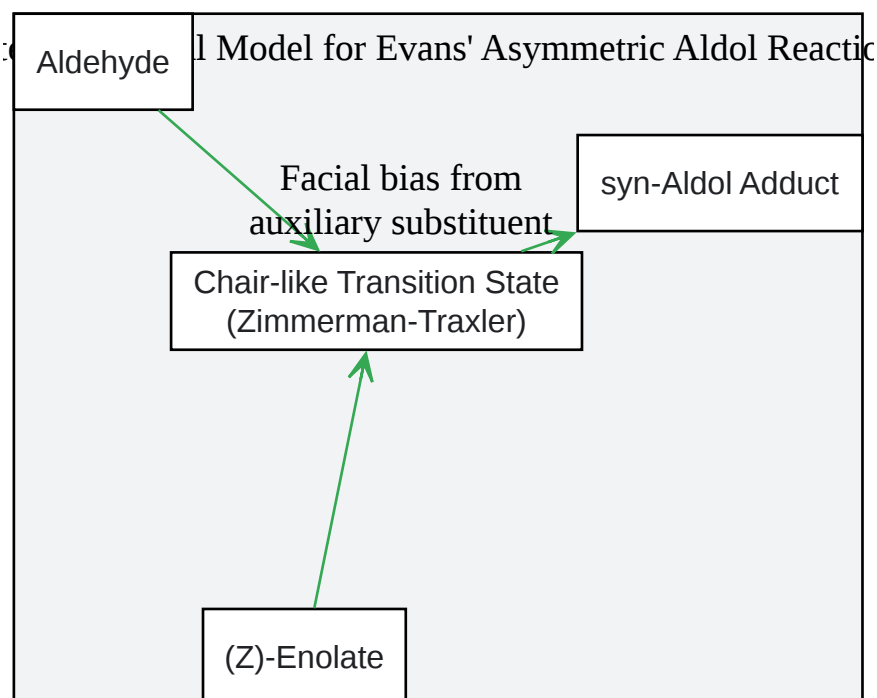 Model for Evans' Asymmetric Aldol
Aldehyde
Facial bias from
auxiliary substituent
syn-Aldol Adduct
Chair-like Transition State
(Zimmerman-Traxler)
(Z)-Enolate